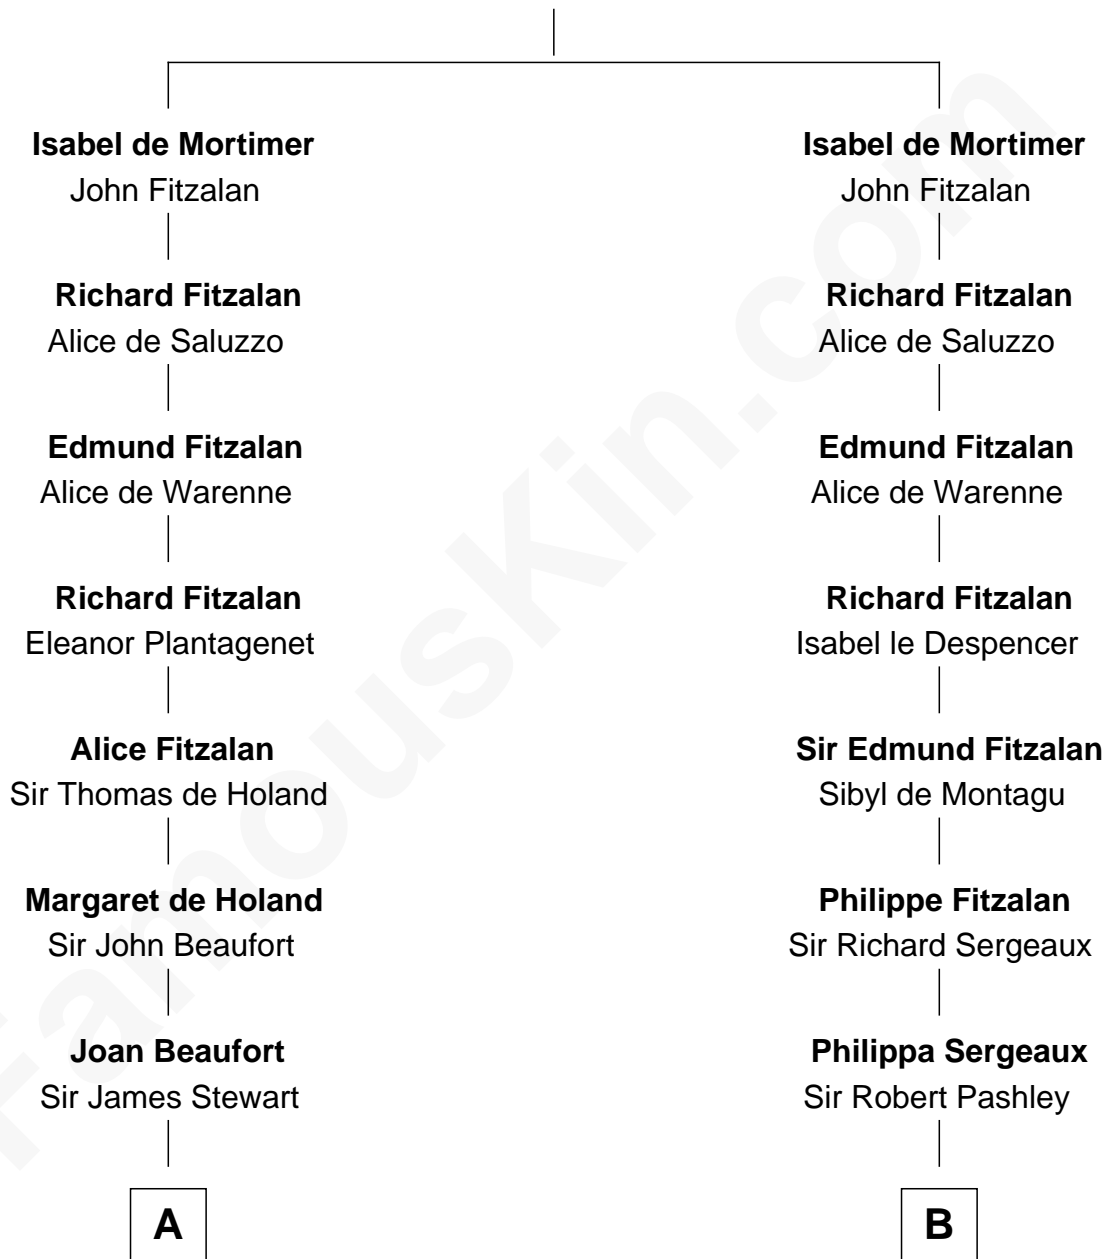 Isabel de Mortimer
John Fitzalan
Richard Fitzalan
Alice de Saluzzo
Edmund Fitzalan
Alice de Warenne
Richard Fitzalan
Eleanor Plantagenet
Alice Fitzalan
Sir Thomas de Holand
Margaret de Holand
Sir John Beaufort
Joan Beaufort
Sir James Stewart
A
Isabel de Mortimer
John Fitzalan
Richard Fitzalan
Alice de Saluzzo
Edmund Fitzalan
Alice de Warenne
Richard Fitzalan
Isabel le Despencer
Sir Edmund Fitzalan
Sibyl de Montagu
Philippe Fitzalan
Sir Richard Sergeaux
Philippa Sergeaux
Sir Robert Pashley
B
FamousKin.com